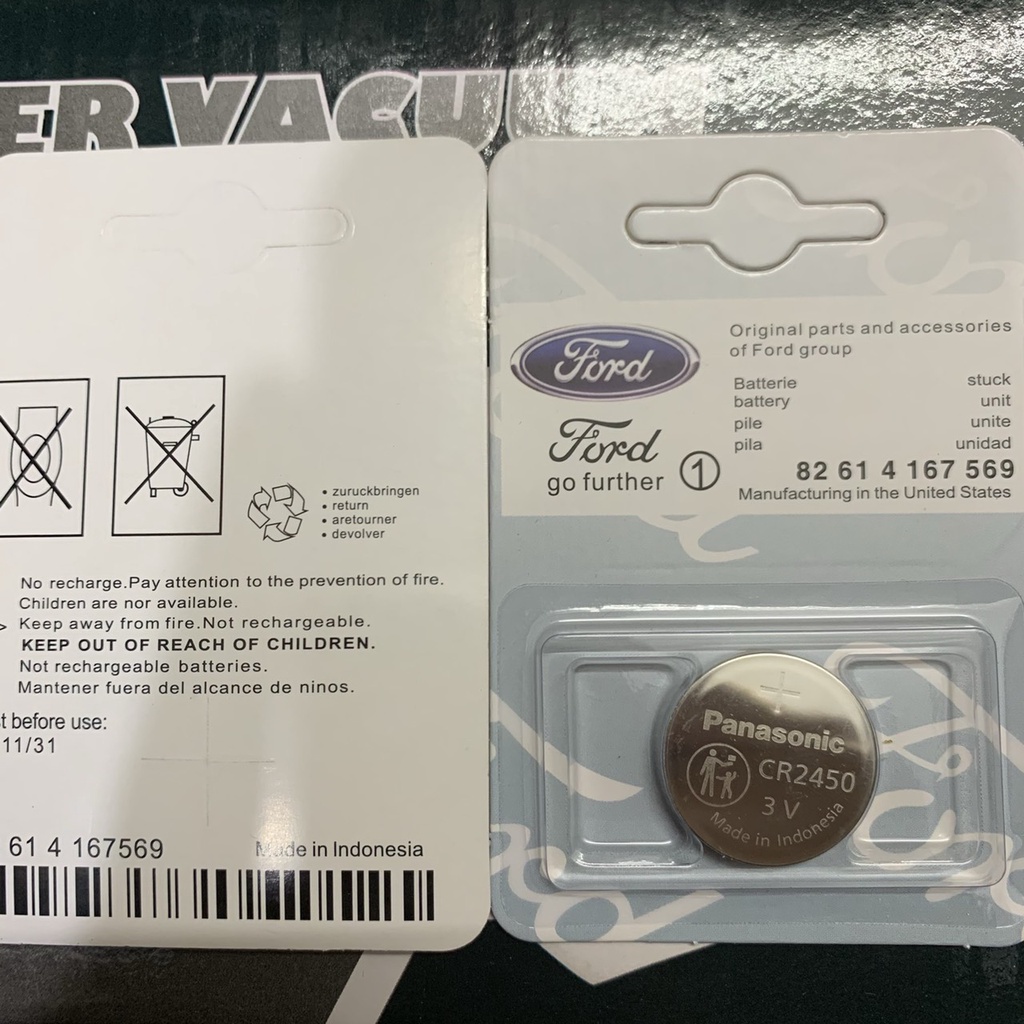 ER VACU
zuruckbringen
return
aretourner
devolver
No recharge.Pay attention to the prevention of fire.
Children are nor available.
> Keep away from fire.Not rechargeable.
KEEP OUT OF REACH OF CHILDREN.
Not rechargeable batteries.
Mantener fuera del alcance de ninos.
t before use:
11/31
61 4 167569
Made in Indonesia
Ford
Ford
go further
1
Original parts and accessories
of Ford group
Batterie stuck
battery unit
pile unite
pila unidad
82 61 4 167 569
Manufacturing in the United States
+
Panasonic
CR2450
3 V
Made in Indonesia